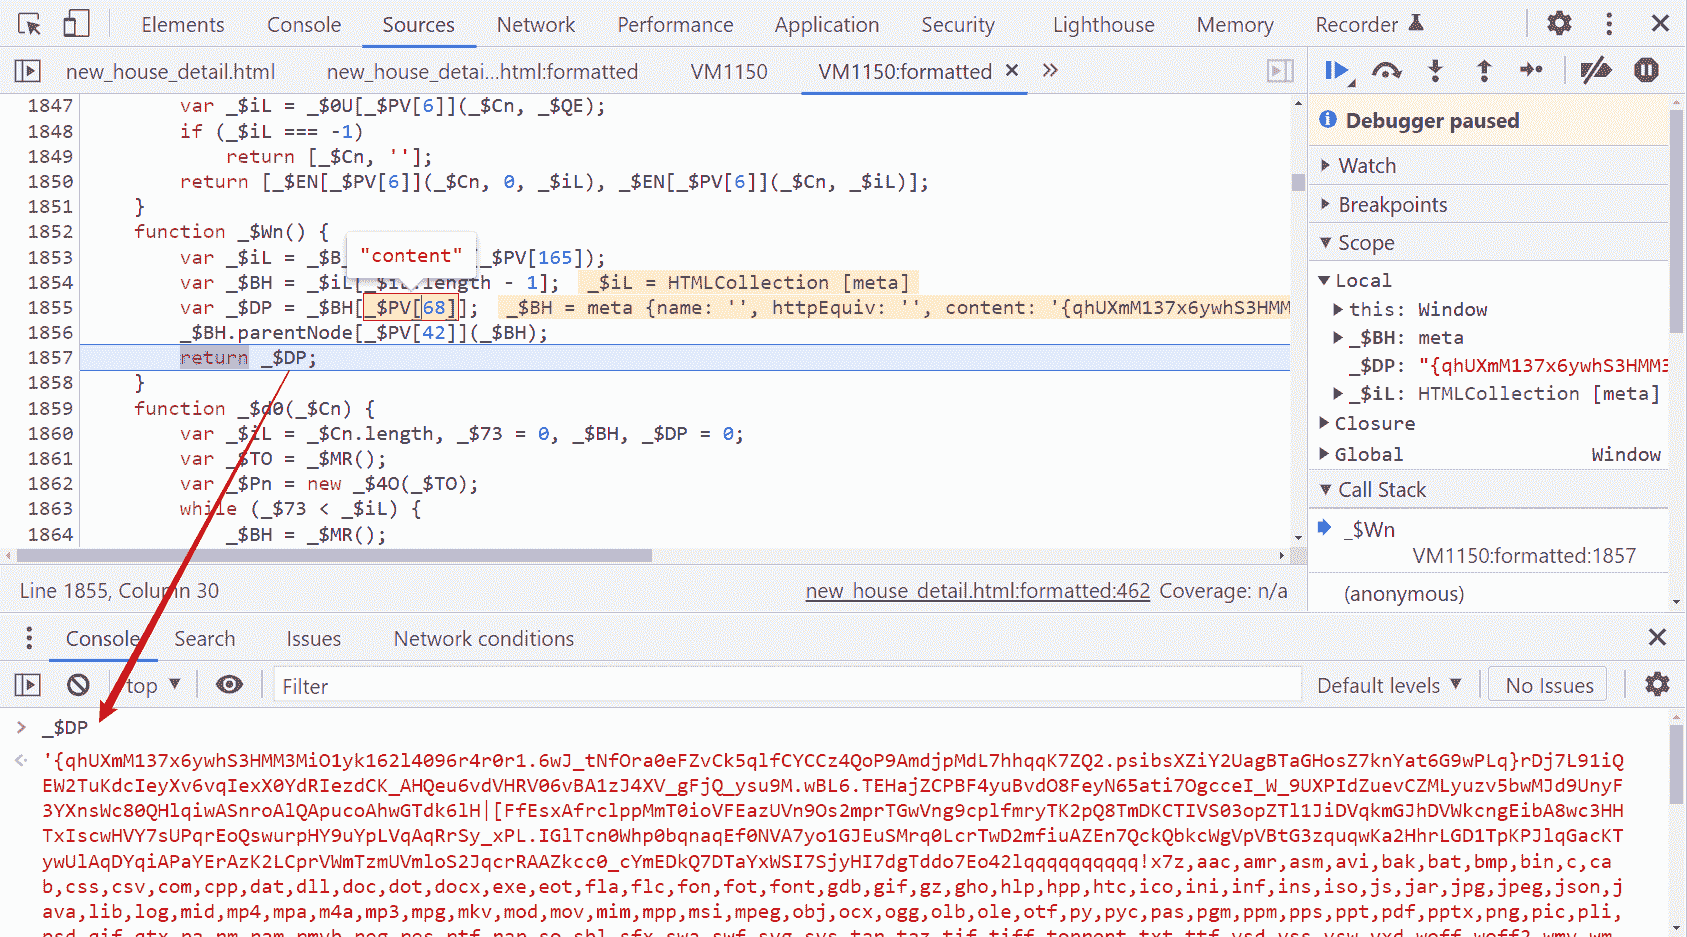 Elements Console Sources Network Performance Application Security Lighthouse Memory Recorder
new_house_detail.html new_house_detai...html:formatted VM1150 VM1150:formatted
1847 var _$iL = _$0U[_$PV[6]](_$Cn, _$QE);
1848 if (_$iL === -1)
1849 return [_$Cn, ''];
1850 return [_$EN[_$PV[6]](_$Cn, 0, _$iL), _$EN[_$PV[6]](_$Cn, _$iL)];
1851 }
1852 function _$Wn() {
"content"
1853 var _$iL = _$B _$PV[165]);
1854 var _$BH = _$iL[_$iL.length - 1]; _$iL = HTMLCollection [meta]
1855 var _$DP = _$BH[_$PV[68]]; _$BH = meta {name: '', httpEquiv: '', content: '{qhUXmM137x6ywhS3HMM
1856 _$BH.parentNode[_$PV[42]](_$BH);
1857 return _$DP;
1858 }
1859 function _$d0(_$Cn) {
1860 var _$iL = _$Cn.length, _$73 = 0, _$BH, _$DP = 0;
1861 var _$TO = _$MR();
1862 var _$Pn = new _$4O(_$TO);
1863 while (_$73 < _$iL) {
1864 _$BH = _$MR();
Line 1855, Column 30 new_house_detail.html:formatted:462 Coverage: n/a
Debugger paused
Watch
Breakpoints
Scope
Local
this: Window
_$BH: meta
_$DP: "{qhUXmM137x6ywhS3HMM3
_$iL: HTMLCollection [meta]
Closure
Global Window
Call Stack
_$Wn
VM1150:formatted:1857
(anonymous)
Console Search Issues Network conditions
top Filter Default levels No Issues
> _$DP
'{qhUXmM137x6ywhS3HMM3MiO1yk162l4096r4r0r1.6wJ_tNfOra0eFZvCk5qlfCYCCz4QoP9AmdjpMdL7hhqqK7ZQ2.psibsXZiY2UagBTaGHosZ7knYat6G9wPLq}rDj7L91iQ
EW2TuKdcIeyXv6vqIexX0YdRIezdCK_AHQeu6vdVHRV06vBA1zJ4XV_gFjQ_ysu9M.wBL6.TEHajZCPBF4yuBvdO8FeyN65ati7OgcceI_W_9UXPIdZuevCZMLyuzv5bwMJd9UnyF
3YXnsWc80QHlqiwASnroAlQApucoAhwGTdk6lH|[FfEsxAfrclppMmT0ioVFEazUVn9Os2mprTGwVng9cplfmryTK2pQ8TmDKCTIVS03opZTl1JiDVqkmGJhDVWkcngEibA8wc3HH
TxIscwHVY7sUPqrEoQswurpHY9uYpLVqAqRrSy_xPL.IGlTcn0Whp0bqnaqEf0NVA7yo1GJEuSMrq0LcrTwD2mfiuAZEn7QckQbkcWgVpVBtG3zquqwKa2HhrLGD1TpKPJlqGacKT
ywUlAqDYqiAPaYErAzK2LCprVWmTzmUVmloS2JqcrRAAZkcc0_cYmEDkQ7DTaYxWSI7SjyHI7dgTddo7Eo42lqqqqqqqqqq!x7z,aac,amr,asm,avi,bak,bat,bmp,bin,c,ca
b,css,csv,com,cpp,dat,dll,doc,dot,docx,exe,eot,fla,flc,fon,fot,font,gdb,gif,gz,gho,hlp,hpp,htc,ico,ini,inf,ins,iso,js,jar,jpg,jpeg,json,j
ava,lib,log,mid,mp4,mpa,m4a,mp3,mpg,mkv,mod,mov,mim,mpp,msi,mpeg,obj,ocx,ogg,olb,ole,otf,py,pyc,pas,pgm,ppm,pps,ppt,pdf,pptx,png,pic,pli,